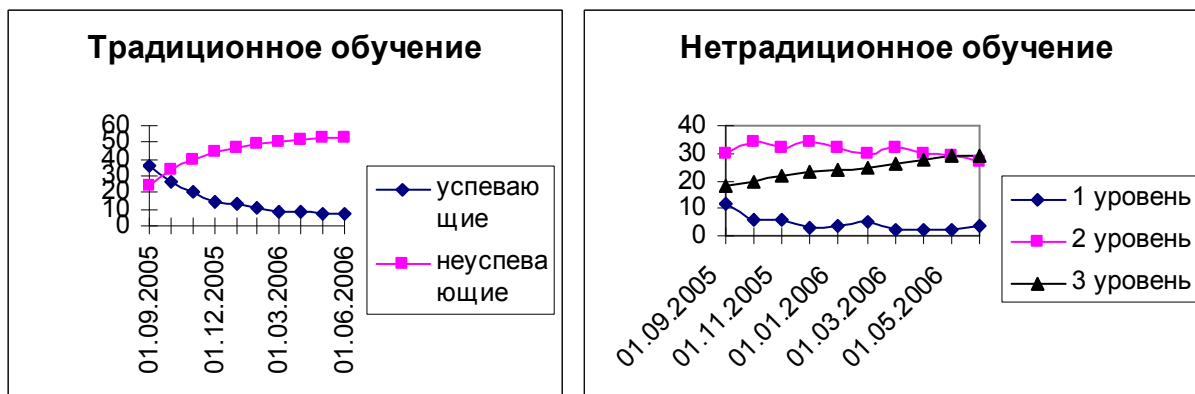 Традиционное обучение
60
50
40
30
20
10
0
01.09.2005
01.12.2005
01.03.2006
01.06.2006
успеваю
щие
неуспева
ющие
Нетрадиционное обучение
40
30
20
10
0
01.09.2005
01.11.2005
01.01.2006
01.03.2006
01.05.2006
1 уровень
2 уровень
3 уровень